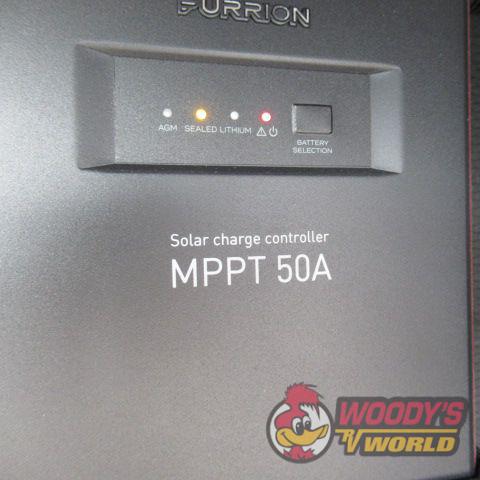 FURRION
AGM SEALED LITHIUM
BATTERY
SELECTION
Solar charge controller
MPPT 50A
WOODY'S
RV WORLD